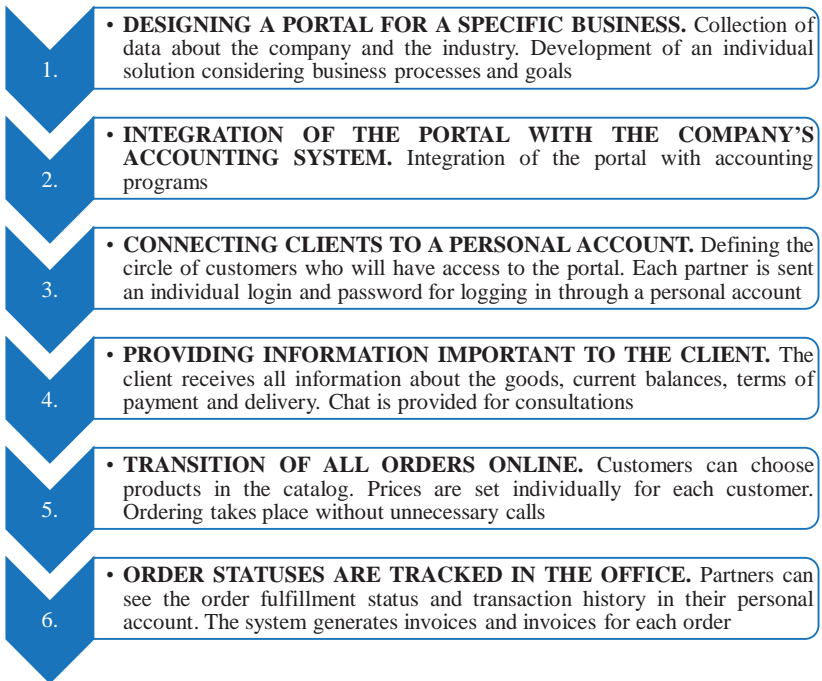 1.
• DESIGNING A PORTAL FOR A SPECIFIC BUSINESS. Collection of
data about the company and the industry. Development of an individual
solution considering business processes and goals
2.
• INTEGRATION OF THE PORTAL WITH THE COMPANY'S
ACCOUNTING SYSTEM. Integration of the portal with accounting
programs
3.
• CONNECTING CLIENTS TO A PERSONAL ACCOUNT. Defining the
circle of customers who will have access to the portal. Each partner is sent
an individual login and password for logging in through a personal account
4.
• PROVIDING INFORMATION IMPORTANT TO THE CLIENT. The
client receives all information about the goods, current balances, terms of
payment and delivery. Chat is provided for consultations
5.
• TRANSITION OF ALL ORDERS ONLINE. Customers can choose
products in the catalog. Prices are set individually for each customer.
Ordering takes place without unnecessary calls
6.
• ORDER STATUSES ARE TRACKED IN THE OFFICE. Partners can
see the order fulfillment status and transaction history in their personal
account. The system generates invoices and invoices for each order